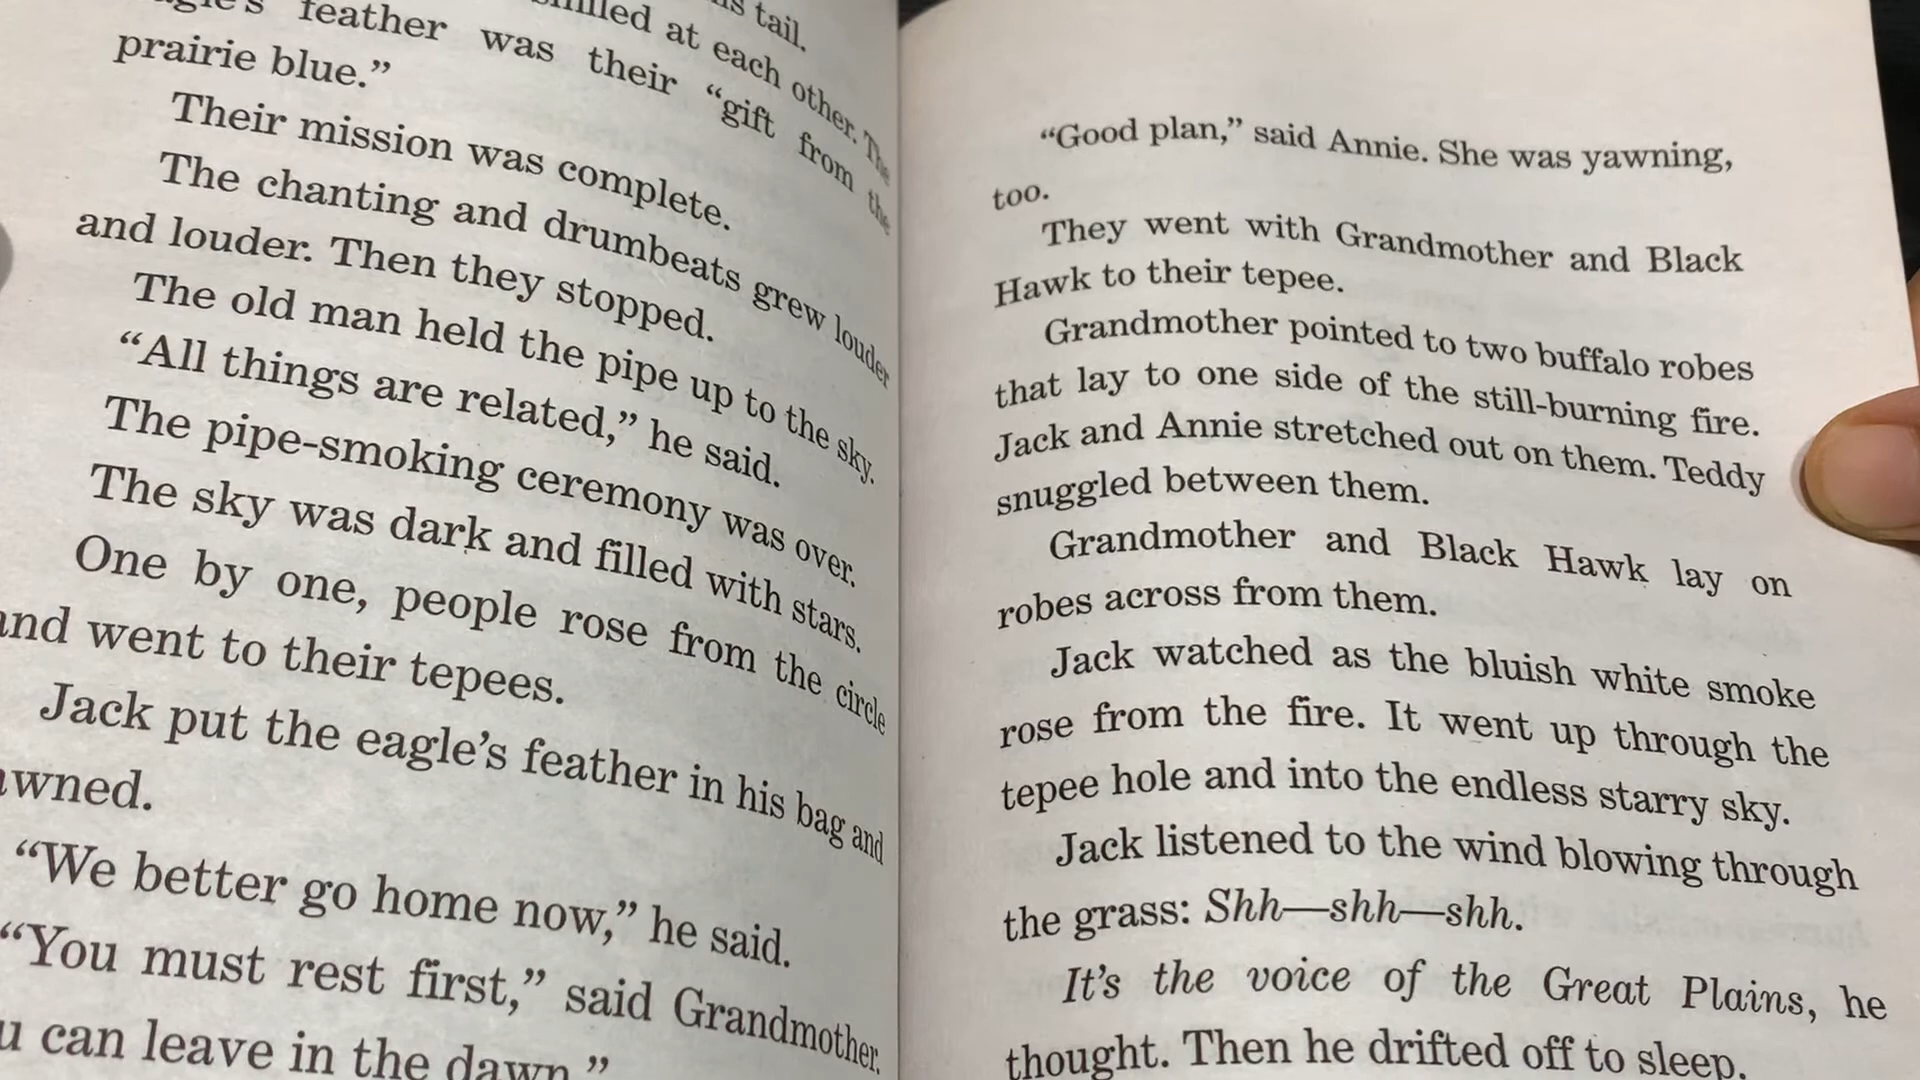 his tail.
smiled at each other. The
eagle's feather was their "gift from the
prairie blue."
Their mission was complete.
The chanting and drumbeats grew louder
and louder. Then they stopped.
The old man held the pipe up to the sky.
"All things are related," he said.
The pipe-smoking ceremony was over.
The sky was dark and filled with stars.
One by one, people rose from the circle
and went to their tepees.
Jack put the eagle's feather in his bag and
awned.
"We better go home now," he said.
"You must rest first," said Grandmother.
u can leave in the dawn."
"Good plan," said Annie. She was yawning,
too.
They went with Grandmother and Black
Hawk to their tepee.
Grandmother pointed to two buffalo robes
that lay to one side of the still-burning fire.
Jack and Annie stretched out on them. Teddy
snuggled between them.
Grandmother and Black Hawk lay on
robes across from them.
Jack watched as the bluish white smoke
rose from the fire. It went up through the
tepee hole and into the endless starry sky.
Jack listened to the wind blowing through
the grass: Shh—shh—shh.
It's the voice of the Great Plains, he
thought. Then he drifted off to sleep.